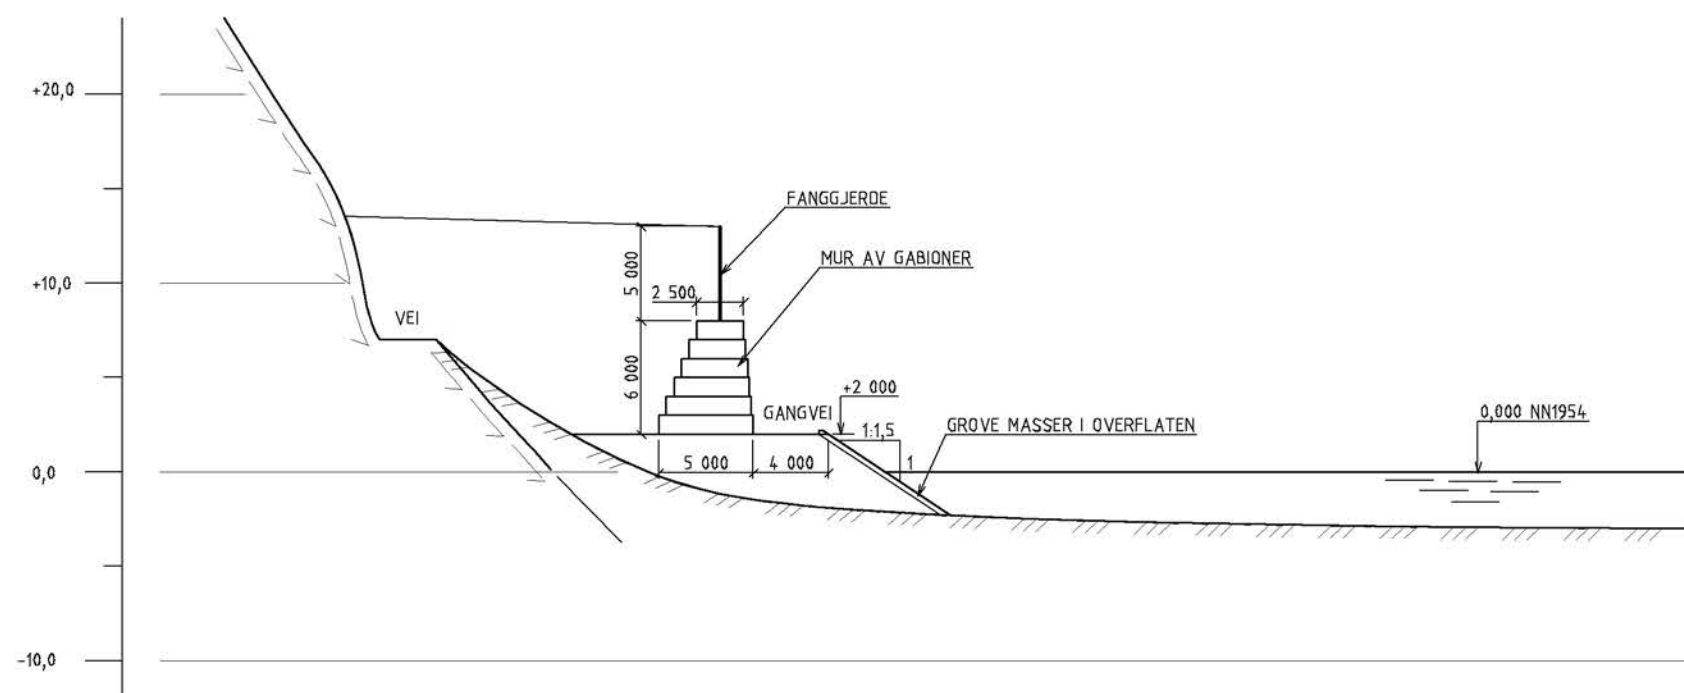 +20,0
FANGGJERDE
MUR AV GABIONER
5 000
+10,0
2 500
VEI
6 000
+2 000
GANGVEI
0,000 NN1954
1:1,5
GROVE MASSER I OVERFLATEN
5 000
4 000
1
0,0
-10,0